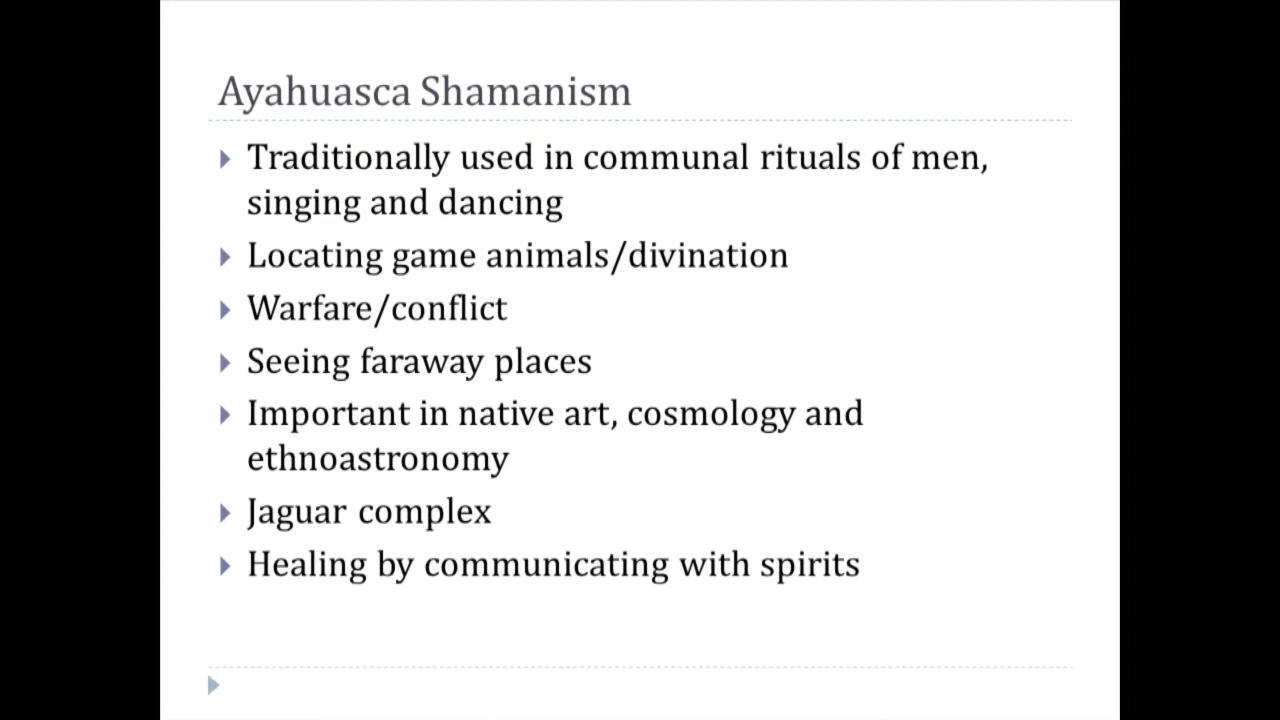 Ayahuasca Shamanism
Traditionally used in communal rituals of men,
singing and dancing
Locating game animals/divination
Warfare/conflict
Seeing faraway places
Important in native art, cosmology and
ethnoastronomy
Jaguar complex
Healing by communicating with spirits